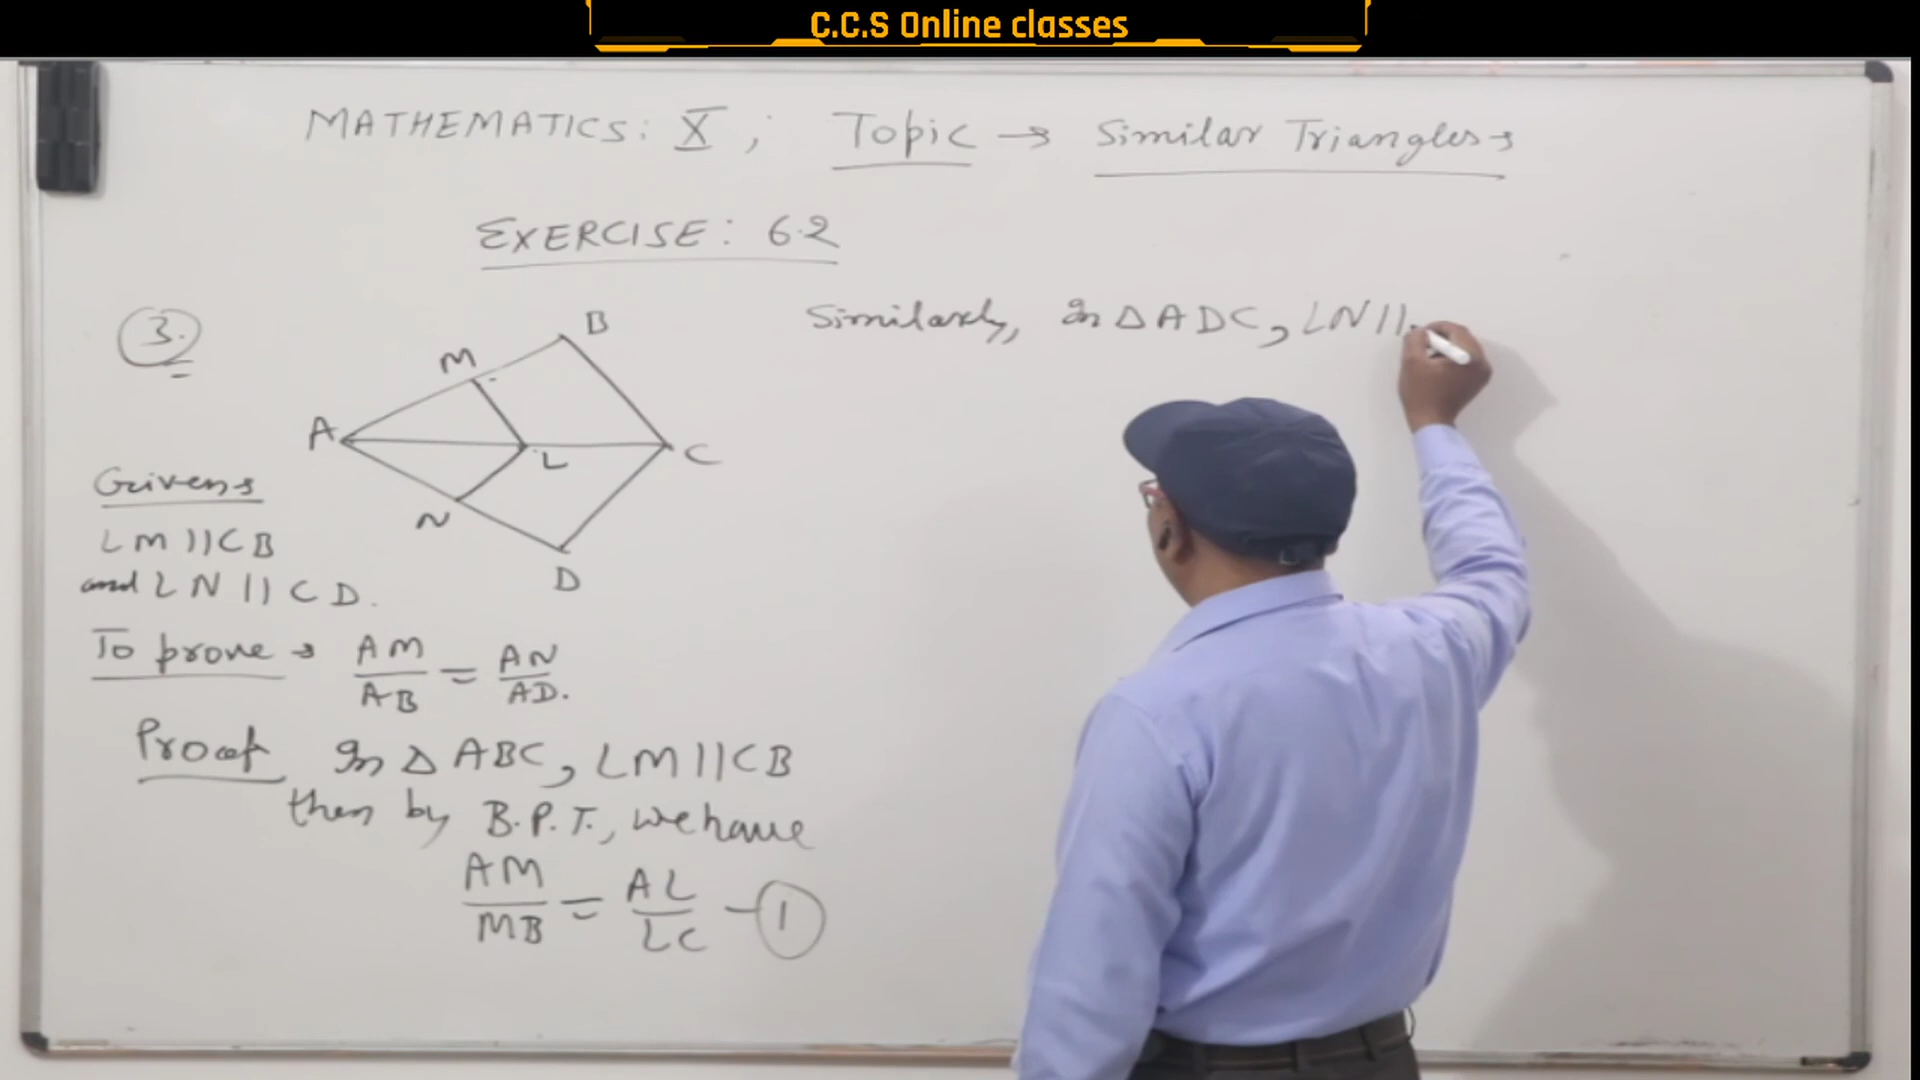 C.C.S Online classes
MATHEMATICS: X ; Topic → Similar Triangles →
EXERCISE: 6.2
3.
B
M
A
L
C
N
D
Given →
LM || CB
and LN || CD.
To prove → AM/AB = AN/AD.
Proof In △ ABC, LM || CB
then by B.P.T., we have
AM/MB = AL/LC – 1
Similarly, In △ ADC, LN ||